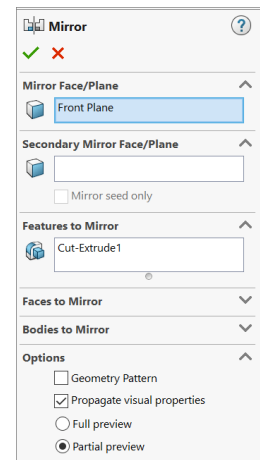 Mirror
?
Mirror Face/Plane
Front Plane
Secondary Mirror Face/Plane
Mirror seed only
Features to Mirror
Cut-Extrude1
Faces to Mirror
Bodies to Mirror
Options
Geometry Pattern
Propagate visual properties
Full preview
Partial preview